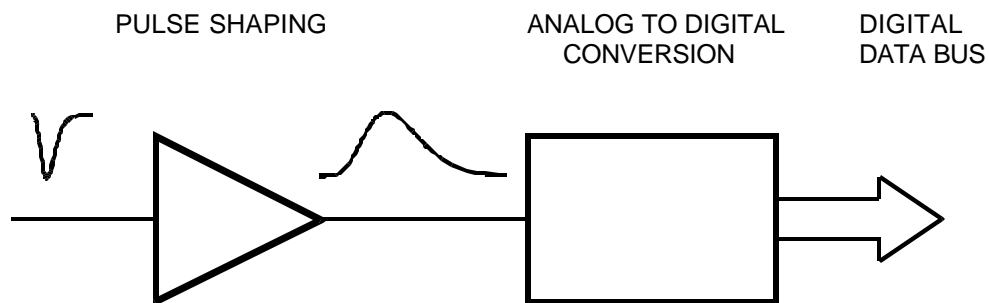 PULSE SHAPING
ANALOG TO DIGITAL
CONVERSION
DIGITAL
DATA BUS